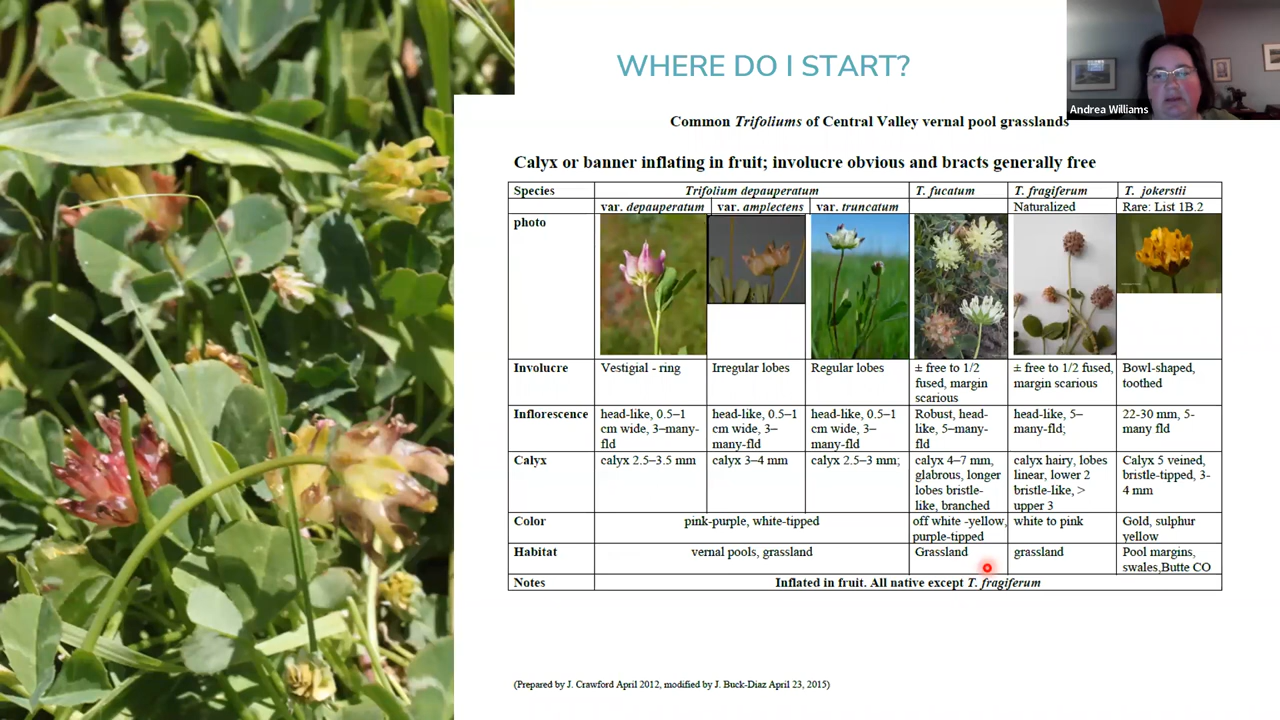 WHERE DO I START?
Andrea Williams
Common Trifoliums of Central Valley vernal pool grasslands
Calyx or banner inflating in fruit; involucre obvious and bracts generally free
Species Trifolium depauperatum T. fucatum T. fragiferum T. jokerstii
var. depauperatum var. amplectens var. truncatum Naturalized Rare: List 1B.2
photo
Involucre Vestigial - ring Irregular lobes Regular lobes ± free to 1/2 ± free to 1/2 fused, Bowl-shaped,
fused, margin margin scarious toothed
scarious
Inflorescence head-like, 0.5–1 head-like, 0.5–1 head-like, 0.5–1 Robust, head- head-like, 5– 22-30 mm, 5-
cm wide, 3–many- cm wide, 3– cm wide, 3– like, 5–many- many-fld; many fld
fld many-fld many-fld fld
Calyx calyx 2.5–3.5 mm calyx 3–4 mm calyx 2.5–3 mm; calyx 4–7 mm, calyx hairy, lobes Calyx 5 veined,
glabrous, longer linear, lower 2 bristle-tipped, 3-
lobes bristle- bristle-like, > 4 mm
like, branched upper 3
Color pink-purple, white-tipped off white -yellow, white to pink Gold, sulphur
purple-tipped yellow
Habitat vernal pools, grassland Grassland grassland Pool margins,
swales,Butte CO
Notes Inflated in fruit. All native except T. fragiferum
(Prepared by J. Crawford April 2012, modified by J. Buck-Diaz April 23, 2015)